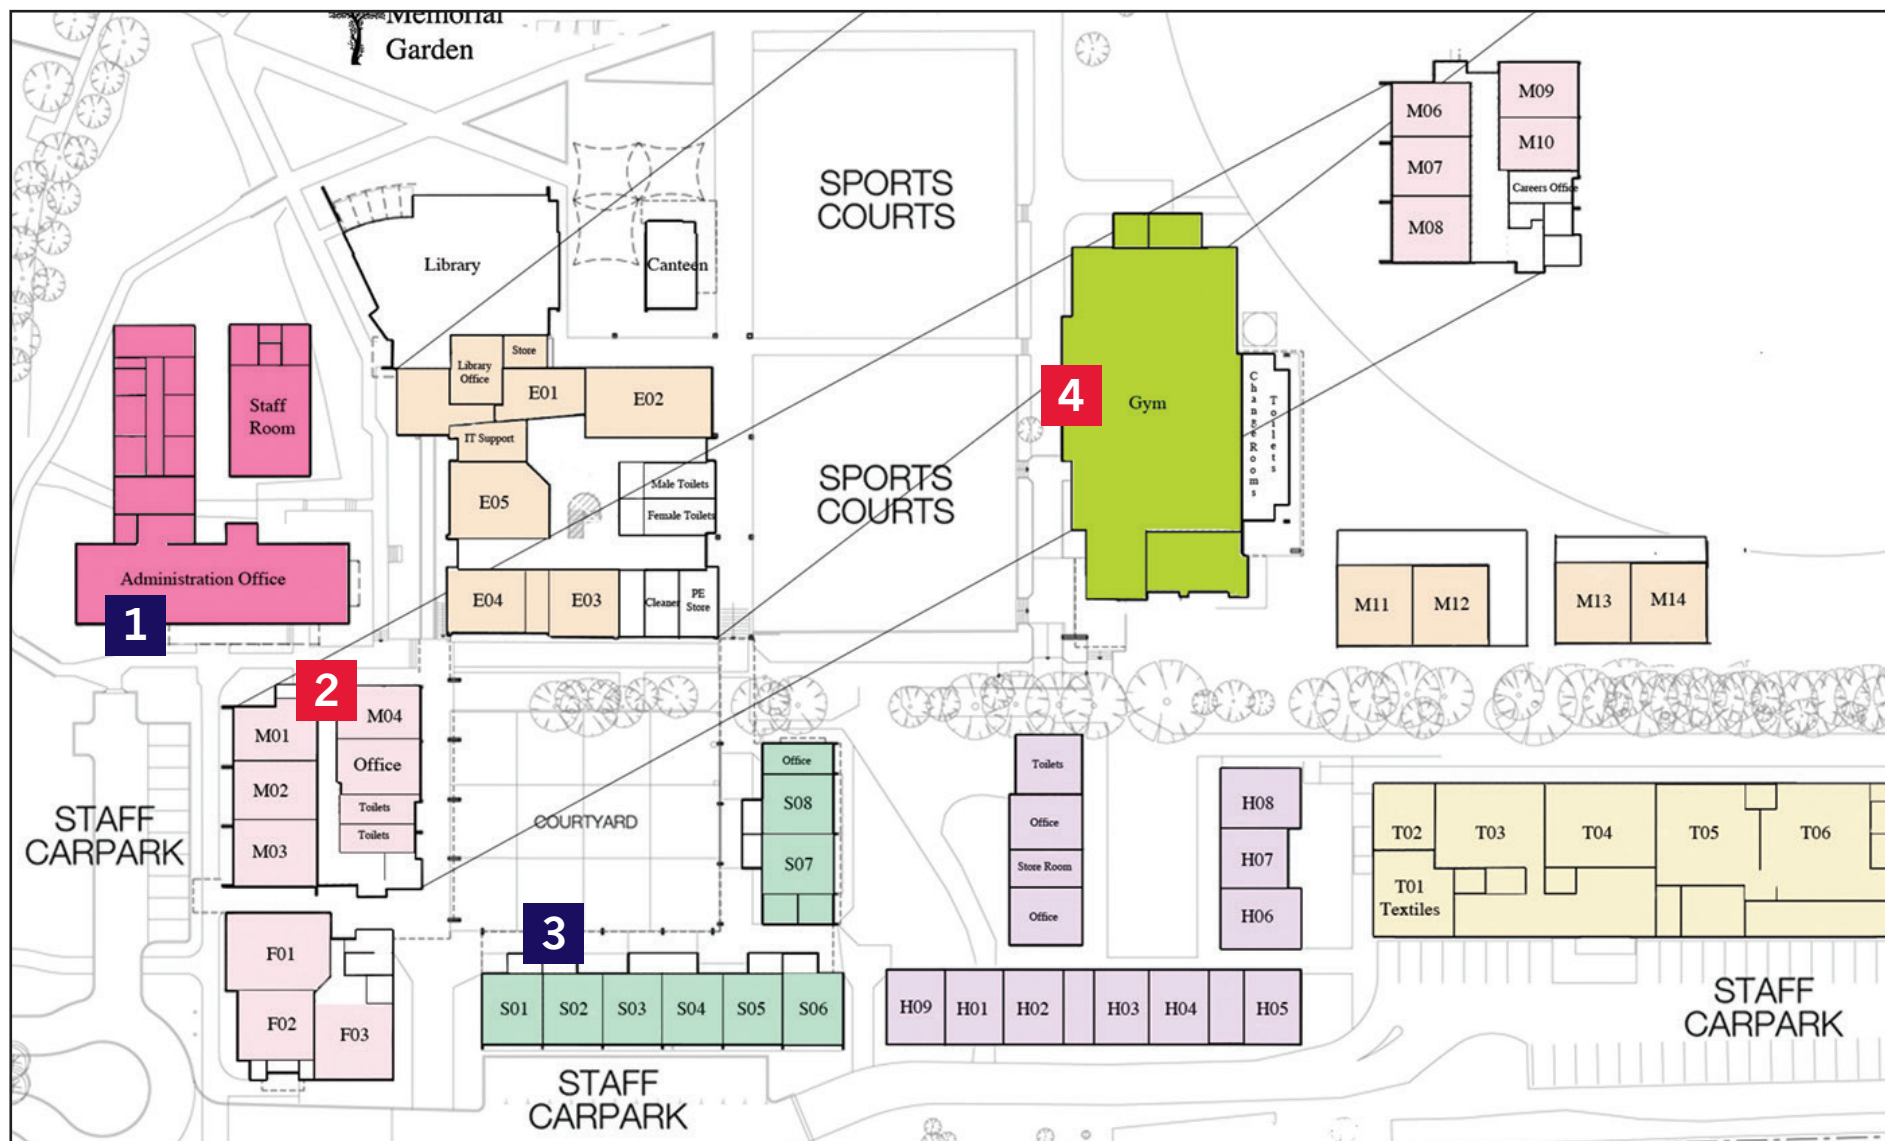 Memorial
Garden
SPORTS
COURTS
Library
Canteen
M06
M07
M08
M09
M10
Careers Office
Staff
Room
Library
Office
Store
E01
E02
IT Support
E05
Male Toilets
Female Toilets
SPORTS
COURTS
4
Gym
Change Rooms
Toilets
Administration Office
1
E04
E03
Cleaner
PE
Store
M11
M12
M13
M14
2
M01
M04
Office
M02
Toilets
Toilets
M03
STAFF
CARPARK
COURTYARD
Office
S08
S07
Toilets
Office
Store Room
Office
H08
H07
H06
T02
T03
T04
T05
T06
T01
Textiles
3
F01
F02
F03
S01
S02
S03
S04
S05
S06
H09
H01
H02
H03
H04
H05
STAFF
CARPARK
STAFF
CARPARK